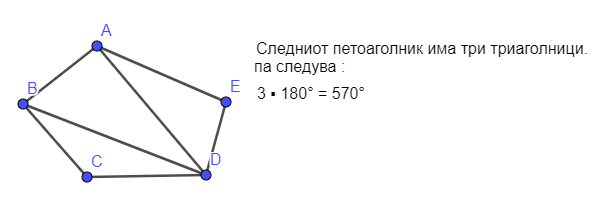 A
B
E
C
D
Следниот петоаголник има три триаголници.
па следува :
3 ▪ 180° = 570°